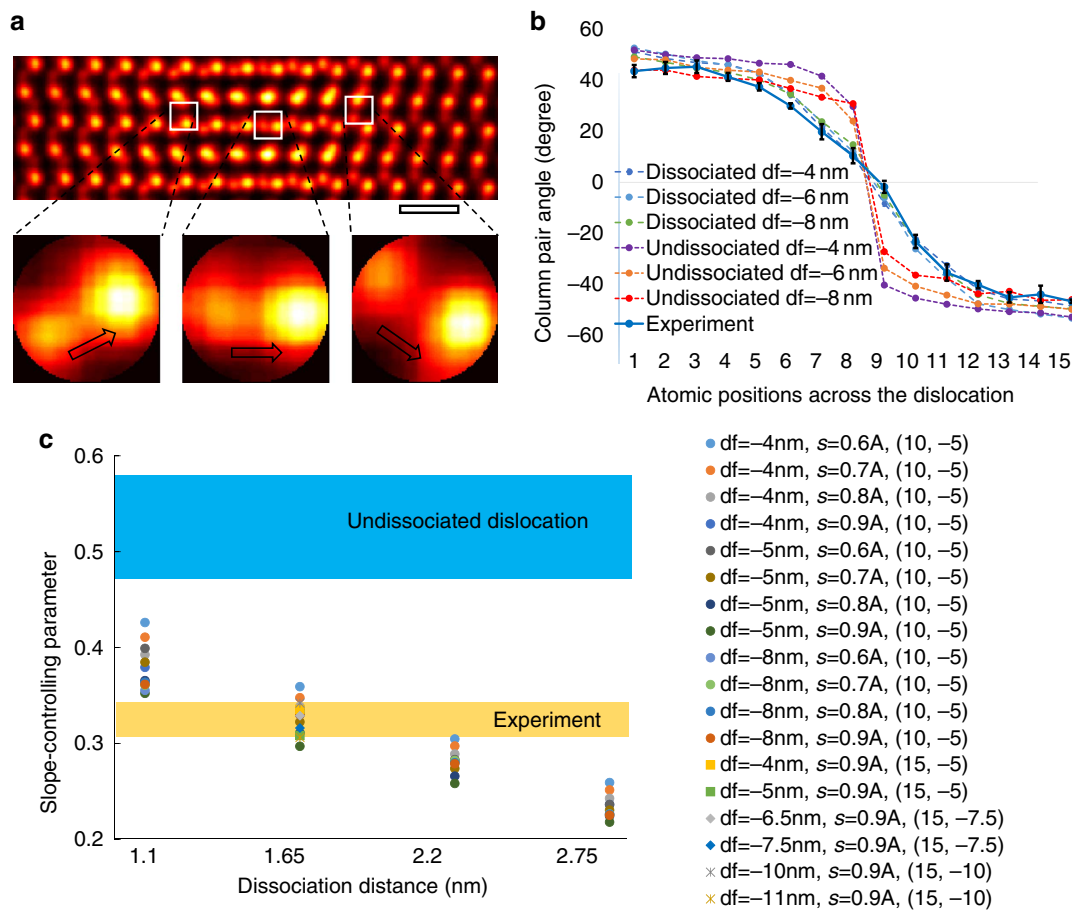 a
b
60
40
20
0
−20
−40
−60
Column pair angle (degree)
Dissociated df=−4 nm
Dissociated df=−6 nm
Dissociated df=−8 nm
Undissociated df=−4 nm
Undissociated df=−6 nm
Undissociated df=−8 nm
Experiment
1 2 3 4 5 6 7 8 9 10 11 12 13 14 15
Atomic positions across the dislocation
c
0.6
0.5
0.4
0.3
0.2
Slope-controlling parameter
Undissociated dislocation
Experiment
1.1 1.65 2.2 2.75
Dissociation distance (nm)
df=−4nm, s=0.6A, (10, −5)
df=−4nm, s=0.7A, (10, −5)
df=−4nm, s=0.8A, (10, −5)
df=−4nm, s=0.9A, (10, −5)
df=−5nm, s=0.6A, (10, −5)
df=−5nm, s=0.7A, (10, −5)
df=−5nm, s=0.8A, (10, −5)
df=−5nm, s=0.9A, (10, −5)
df=−8nm, s=0.6A, (10, −5)
df=−8nm, s=0.7A, (10, −5)
df=−8nm, s=0.8A, (10, −5)
df=−8nm, s=0.9A, (10, −5)
df=−4nm, s=0.9A, (15, −5)
df=−5nm, s=0.9A, (15, −5)
df=−6.5nm, s=0.9A, (15, −7.5)
df=−7.5nm, s=0.9A, (15, −7.5)
df=−10nm, s=0.9A, (15, −10)
df=−11nm, s=0.9A, (15, −10)